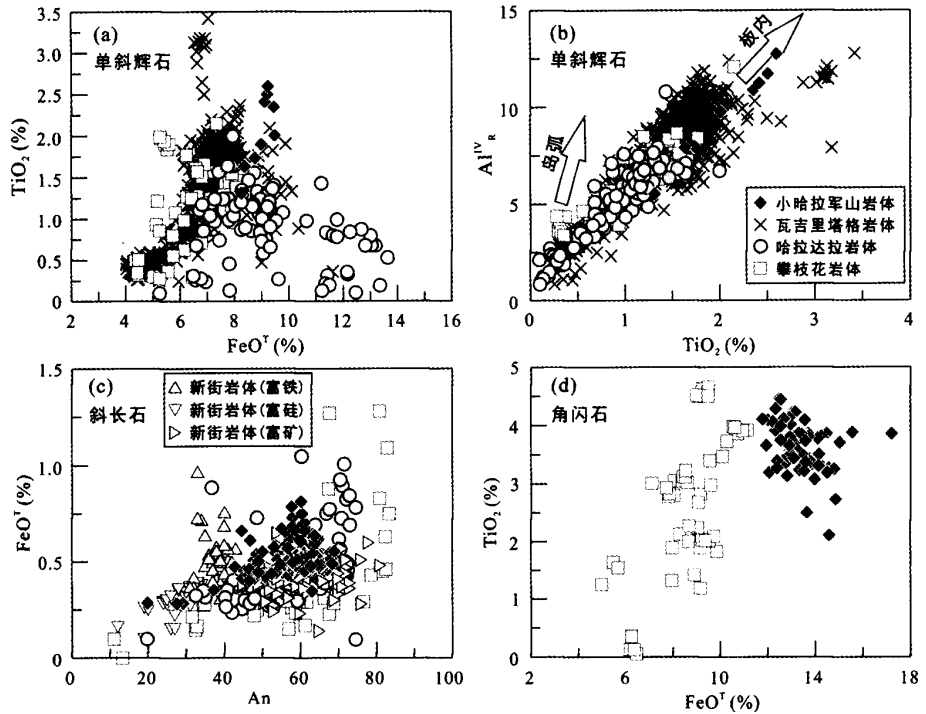 (a)
单斜辉石
TiO₂ (%)
3.5
3.0
2.5
2.0
1.5
1.0
0.5
0
2 4 6 8 10 12 14 16
FeOᵀ (%)
(b)
单斜辉石
板内
岛弧
Alᴵⱽ_R
15
10
5
0
小哈拉军山岩体
瓦吉里塔格岩体
哈拉达拉岩体
攀枝花岩体
0 1 2 3 4
TiO₂ (%)
(c)
斜长石
新街岩体(富铁)
新街岩体(富硅)
新街岩体(富矿)
FeOᵀ (%)
1.5
1.0
0.5
0
0 20 40 60 80 100
An
(d)
角闪石
TiO₂ (%)
5
4
3
2
1
0
2 6 10 14 18
FeOᵀ (%)